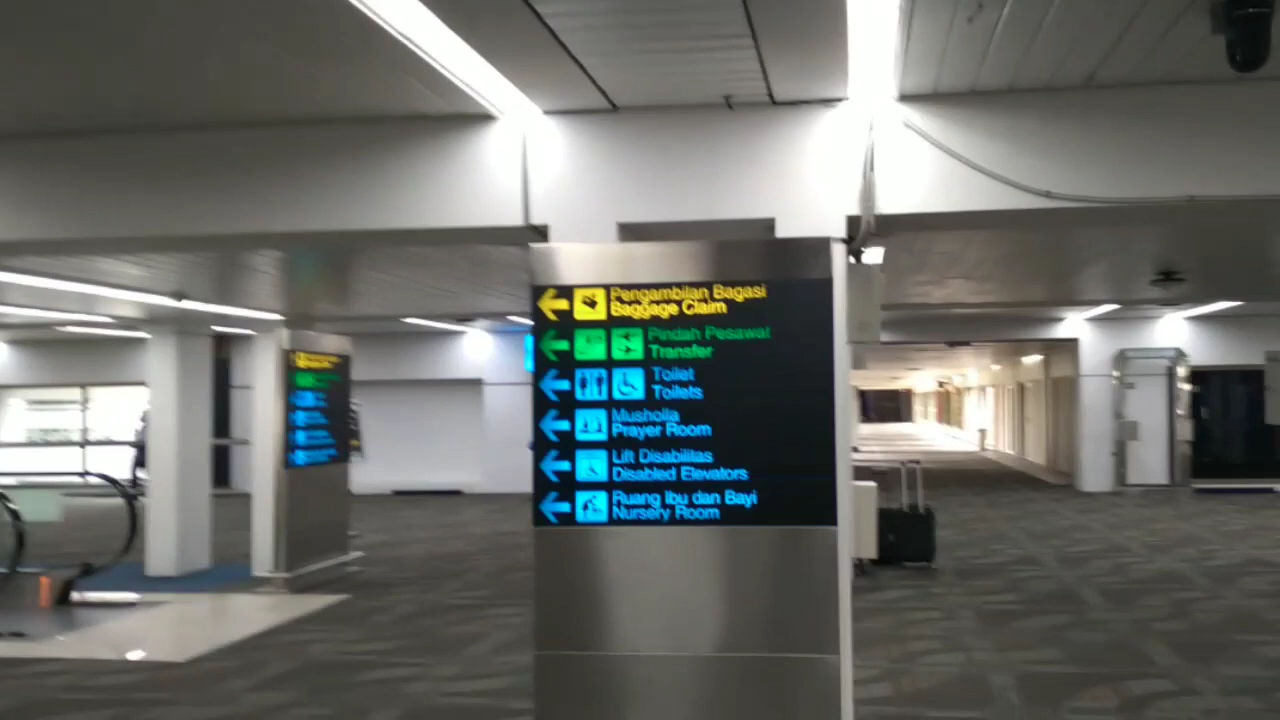 Pengambilan Bagasi
Baggage Claim
Pindah Pesawat
Transfer
Toilet
Toilets
Musholla
Prayer Room
Lift Disabilitas
Disabled Elevators
Ruang Ibu dan Bayi
Nursery Room